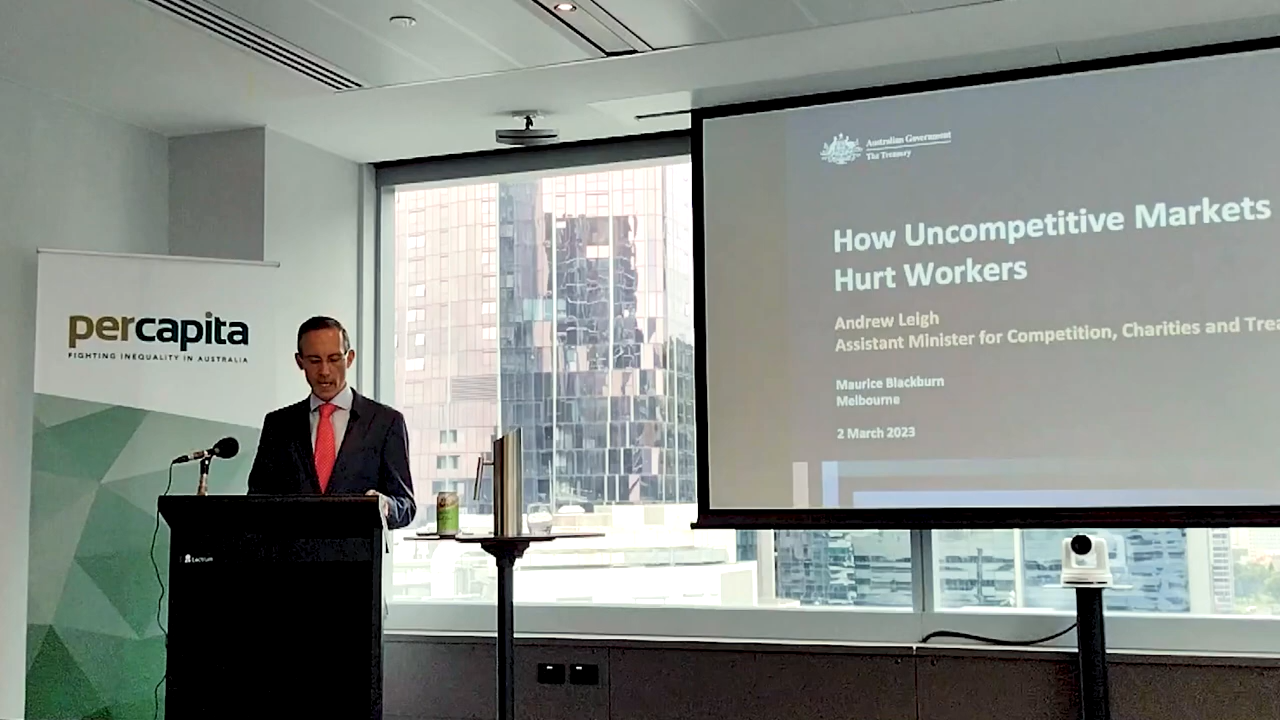 percapita
FIGHTING INEQUALITY IN AUSTRALIA
Lectrum
Australian Government
The Treasury
How Uncompetitive Markets
Hurt Workers
Andrew Leigh
Assistant Minister for Competition, Charities and Trea
Maurice Blackburn
Melbourne
2 March 2023